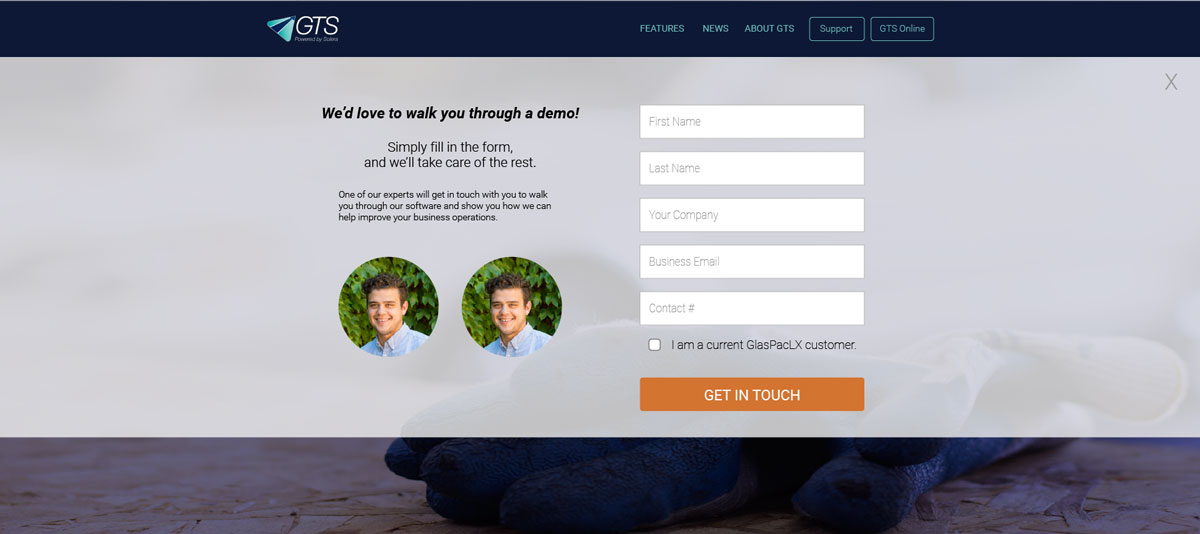 GTS
Powered by Solera
FEATURES
NEWS
ABOUT GTS
Support
GTS Online
X
We'd love to walk you through a demo!
Simply fill in the form,
and we'll take care of the rest.
One of our experts will get in touch with you to walk
you through our software and show you how we can
help improve your business operations.
First Name
Last Name
Your Company
Business Email
Contact #
I am a current GlasPacLX customer.
GET IN TOUCH